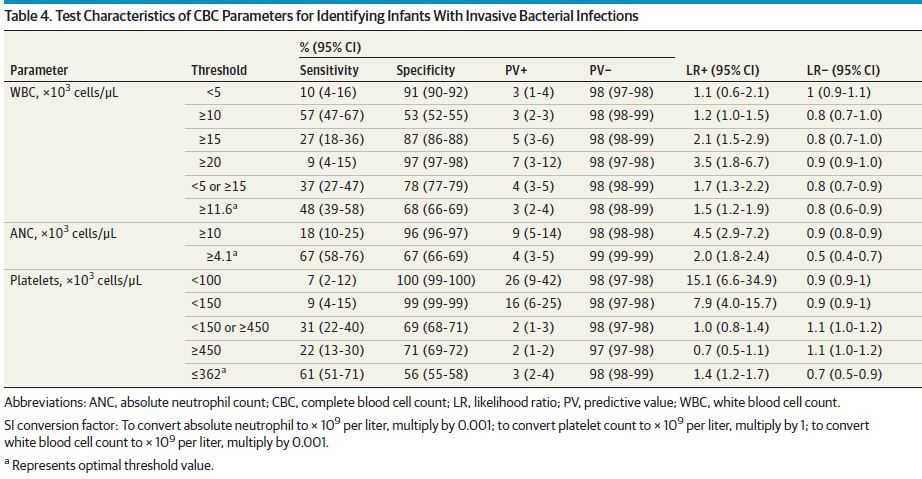 Table 4. Test Characteristics of CBC Parameters for Identifying Infants With Invasive Bacterial Infections
% (95% CI)
Parameter Threshold Sensitivity Specificity PV+ PV− LR+ (95% CI) LR− (95% CI)
WBC, ×10³ cells/μL <5 10 (4-16) 91 (90-92) 3 (1-4) 98 (97-98) 1.1 (0.6-2.1) 1 (0.9-1.1)
≥10 57 (47-67) 53 (52-55) 3 (2-3) 98 (98-99) 1.2 (1.0-1.5) 0.8 (0.7-1.0)
≥15 27 (18-36) 87 (86-88) 5 (3-6) 98 (98-99) 2.1 (1.5-2.9) 0.8 (0.7-1.0)
≥20 9 (4-15) 97 (97-98) 7 (3-12) 98 (97-98) 3.5 (1.8-6.7) 0.9 (0.9-1.0)
<5 or ≥15 37 (27-47) 78 (77-79) 4 (3-5) 98 (98-99) 1.7 (1.3-2.2) 0.8 (0.7-0.9)
≥11.6ᵃ 48 (39-58) 68 (66-69) 3 (2-4) 98 (98-99) 1.5 (1.2-1.9) 0.8 (0.6-0.9)
ANC, ×10³ cells/μL ≥10 18 (10-25) 96 (96-97) 9 (5-14) 98 (98-98) 4.5 (2.9-7.2) 0.9 (0.8-0.9)
≥4.1ᵃ 67 (58-76) 67 (66-69) 4 (3-5) 99 (99-99) 2.0 (1.8-2.4) 0.5 (0.4-0.7)
Platelets, ×10³ cells/μL <100 7 (2-12) 100 (99-100) 26 (9-42) 98 (97-98) 15.1 (6.6-34.9) 0.9 (0.9-1)
<150 9 (4-15) 99 (99-99) 16 (6-25) 98 (97-98) 7.9 (4.0-15.7) 0.9 (0.9-1)
<150 or ≥450 31 (22-40) 69 (68-71) 2 (1-3) 98 (97-98) 1.0 (0.8-1.4) 1.1 (1.0-1.2)
≥450 22 (13-30) 71 (69-72) 2 (1-2) 97 (97-98) 0.7 (0.5-1.1) 1.1 (1.0-1.2)
≤362ᵃ 61 (51-71) 56 (55-58) 3 (2-4) 98 (98-99) 1.4 (1.2-1.7) 0.7 (0.5-0.9)
Abbreviations: ANC, absolute neutrophil count; CBC, complete blood cell count; LR, likelihood ratio; PV, predictive value; WBC, white blood cell count.
SI conversion factor: To convert absolute neutrophil to × 10⁹ per liter, multiply by 0.001; to convert platelet count to × 10⁹ per liter, multiply by 1; to convert
white blood cell count to × 10⁹ per liter, multiply by 0.001.
ᵃ Represents optimal threshold value.